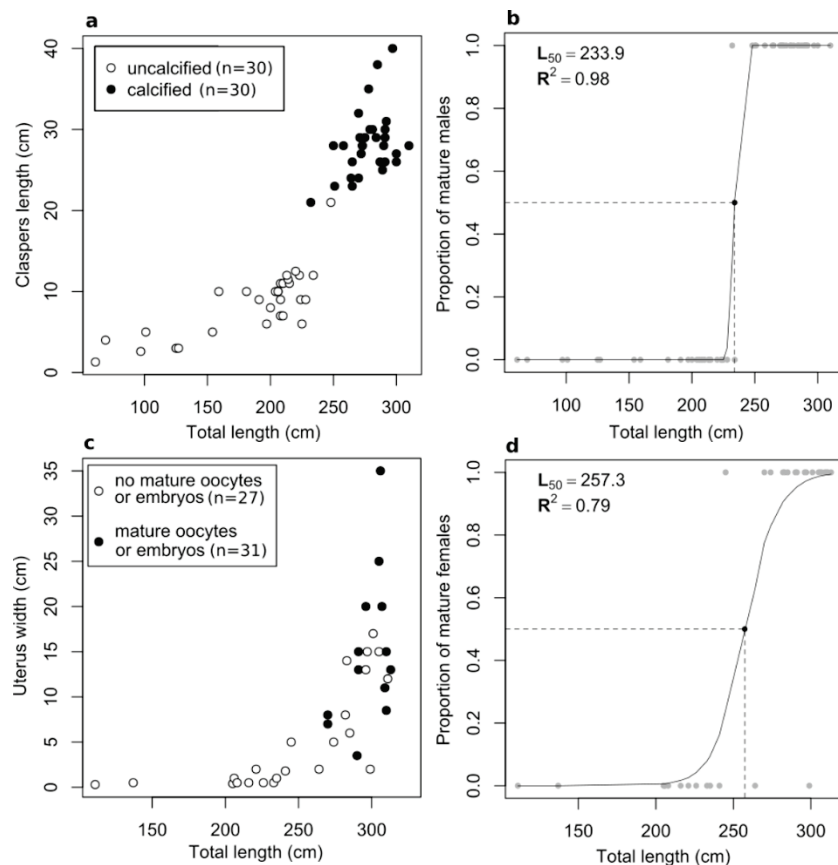 a
uncalcified (n=30)
calcified (n=30)
Claspers length (cm)
0
10
20
30
40
100
150
200
250
300
Total length (cm)
b
L50 = 233.9
R2 = 0.98
Proportion of mature males
0.0
0.2
0.4
0.6
0.8
1.0
100
150
200
250
300
Total length (cm)
c
no mature oocytes
or embryos (n=27)
mature oocytes
or embryos (n=31)
Uterus width (cm)
0
5
10
15
20
25
30
35
150
200
250
300
Total length (cm)
d
L50 = 257.3
R2 = 0.79
Proportion of mature females
0.0
0.2
0.4
0.6
0.8
1.0
150
200
250
300
Total length (cm)